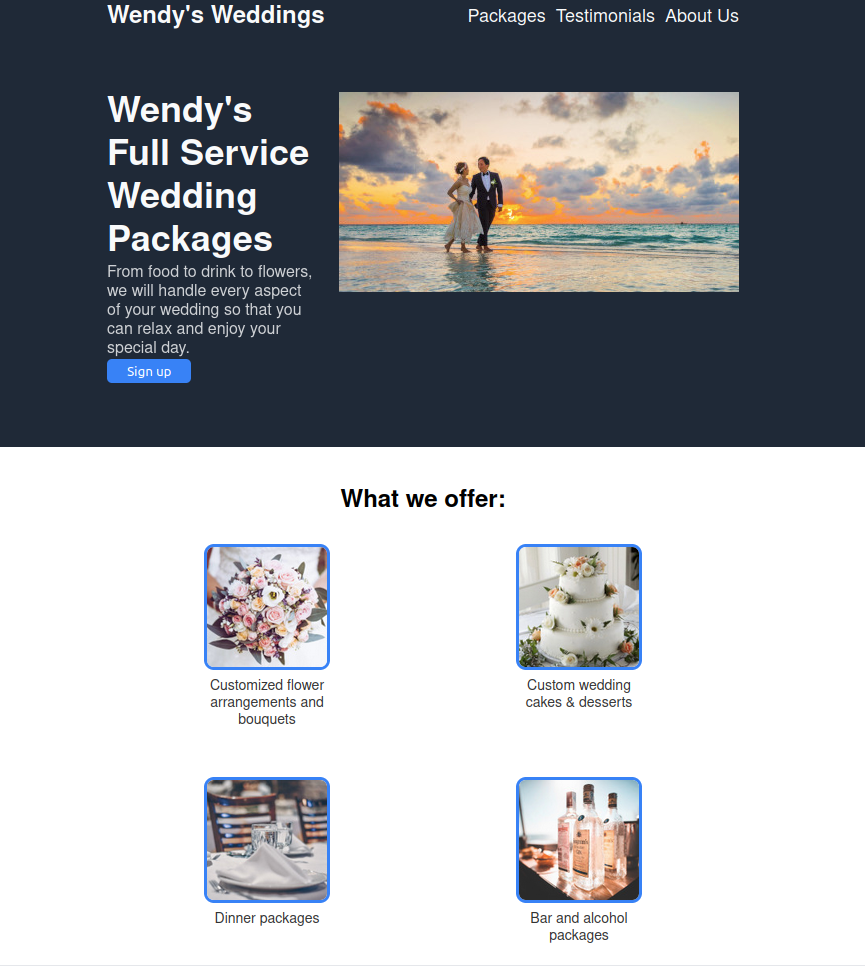 Wendy's Weddings
Packages Testimonials About Us
Wendy's
Full Service
Wedding
Packages
From food to drink to flowers,
we will handle every aspect
of your wedding so that you
can relax and enjoy your
special day.
Sign up
What we offer:
Customized flower
arrangements and
bouquets
Custom wedding
cakes & desserts
Dinner packages
Bar and alcohol
packages